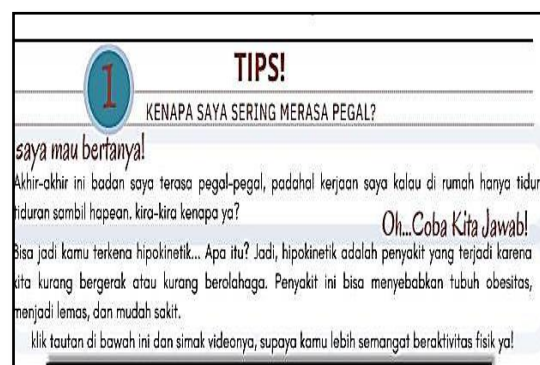 1
TIPS!
KENAPA SAYA SERING MERASA PEGAL?
saya mau bertanya!
Akhir-akhir ini badan saya terasa pegal-pegal, padahal kerjaan saya kalau di rumah hanya tidur
tiduran sambil hapean. kira-kira kenapa ya?
Oh...Coba Kita Jawab!
Bisa jadi kamu terkena hipokinetik... Apa itu? Jadi, hipokinetik adalah penyakit yang terjadi karena
kita kurang bergerak atau kurang berolahraga. Penyakit ini bisa menyebabkan tubuh obesitas,
menjadi lemas, dan mudah sakit.
klik tautan di bawah ini dan simak videonya, supaya kamu lebih semangat beraktivitas fisik ya!